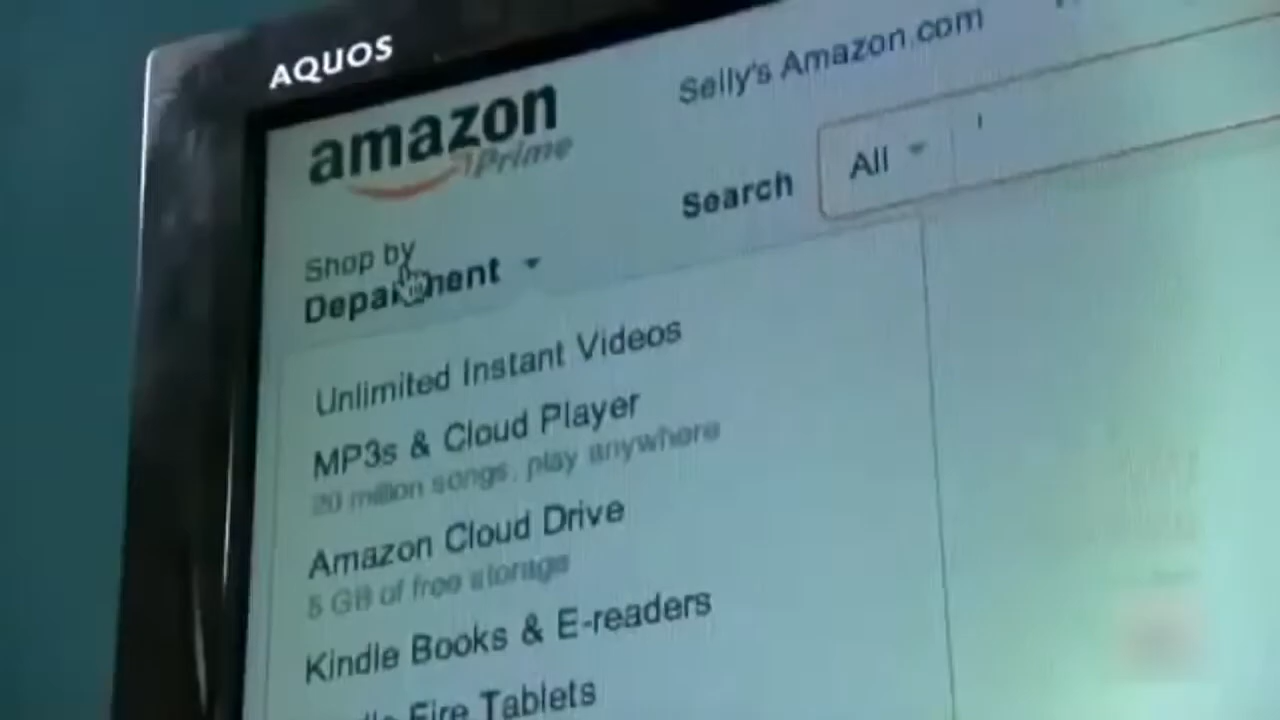 AQUOS
amazon
Prime
Selly's Amazon.com
Search
All
Shop by
Department
Unlimited Instant Videos
MP3s & Cloud Player
20 million songs, play anywhere
Amazon Cloud Drive
5 GB of free storage
Kindle Books & E-readers
Fire Tablets